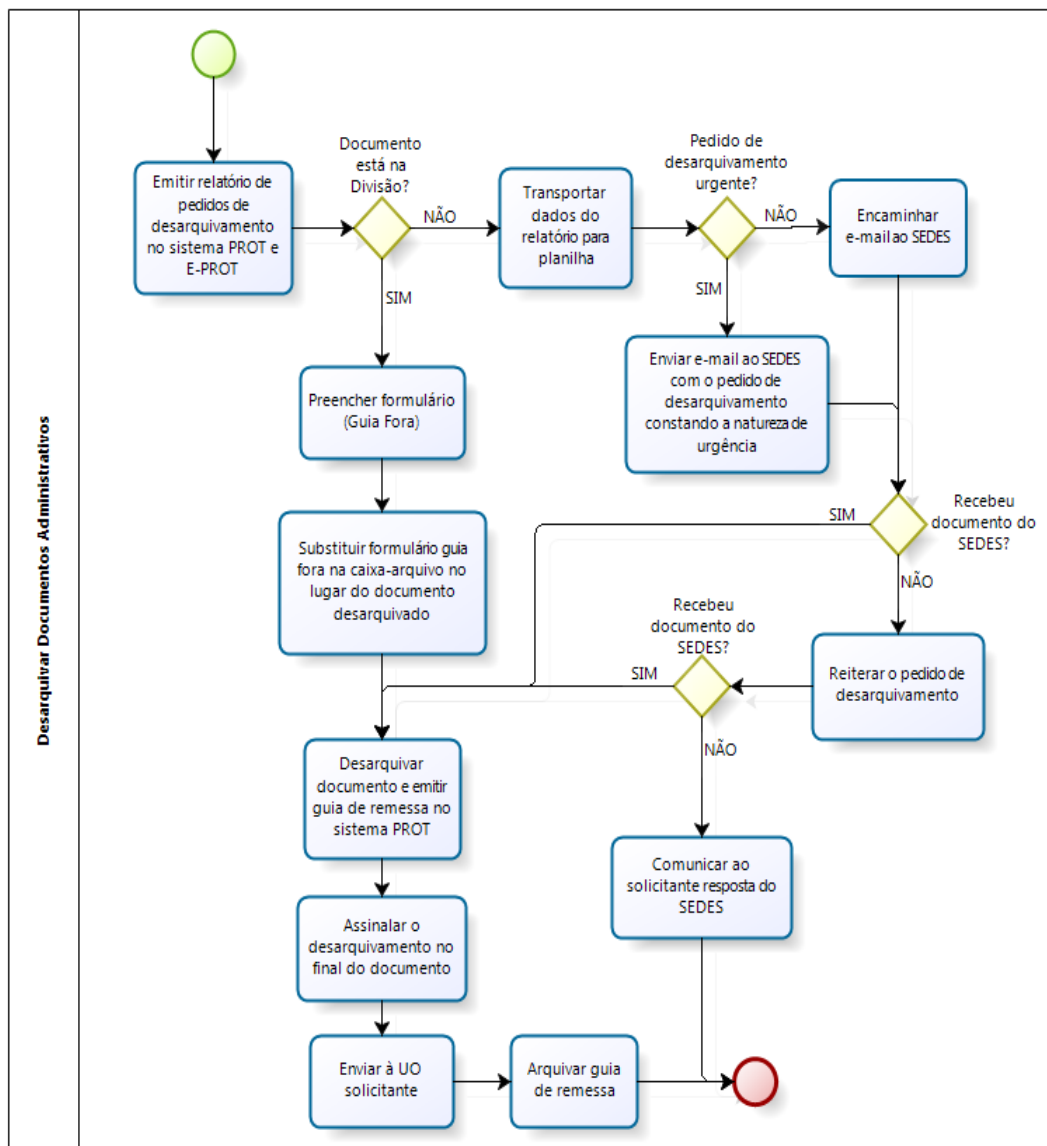 Desarquivar Documentos Administrativos
Emitir relatório de
pedidos de
desarquivamento
no sistema PROT e
E-PROT
Documento
está na
Divisão?
NÃO
SIM
Transportar
dados do
relatório para
planilha
Pedido de
desarquivamento
urgente?
NÃO
SIM
Encaminhar
e-mail ao SEDES
Enviar e-mail ao SEDES
com o pedido de
desarquivamento
constando a natureza de
urgência
Preencher formulário
(Guia Fora)
Substituir formulário guia
fora na caixa-arquivo no
lugar do documento
desarquivado
Recebeu
documento do
SEDES?
SIM
NÃO
Reiterar o pedido de
desarquivamento
Recebeu
documento do
SEDES?
SIM
NÃO
Desarquivar
documento e emitir
guia de remessa no
sistema PROT
Comunicar ao
solicitante resposta do
SEDES
Assinalar o
desarquivamento no
final do documento
Enviar à UO
solicitante
Arquivar guia
de remessa